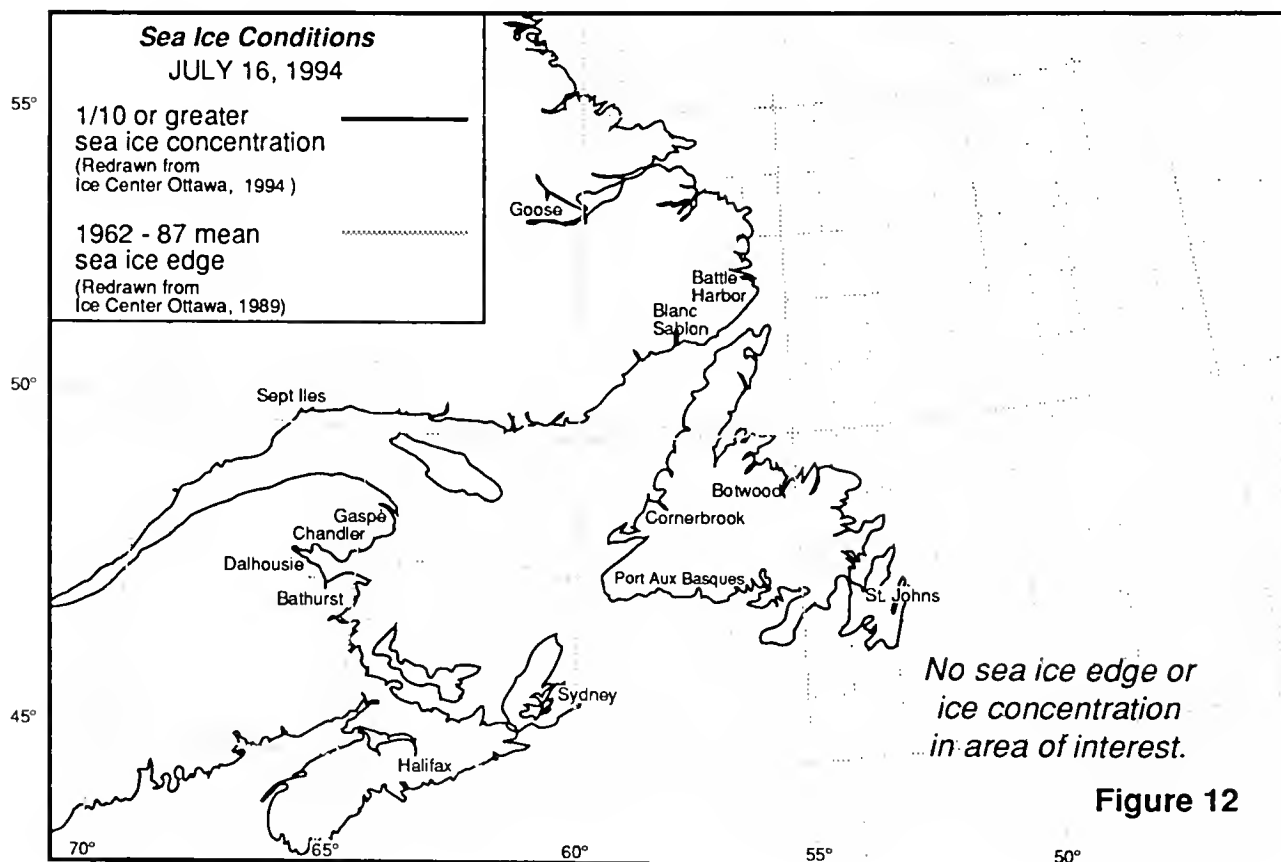 Sea Ice Conditions
JULY 16, 1994
1/10 or greater
sea ice concentration
(Redrawn from
Ice Center Ottawa, 1994 )
1962 - 87 mean
sea ice edge
(Redrawn from
Ice Center Ottawa, 1989)
55°
50°
45°
Goose
Battle
Harbor
Blanc
Sablon
Sept Iles
Botwood
Cornerbrook
Gaspé
Chandler
Dalhousie
Bathurst
Port Aux Basques
St. Johns
Sydney
Halifax
No sea ice edge or
ice concentration
in area of interest.
Figure 12
70°
65°
60°
55°
50°